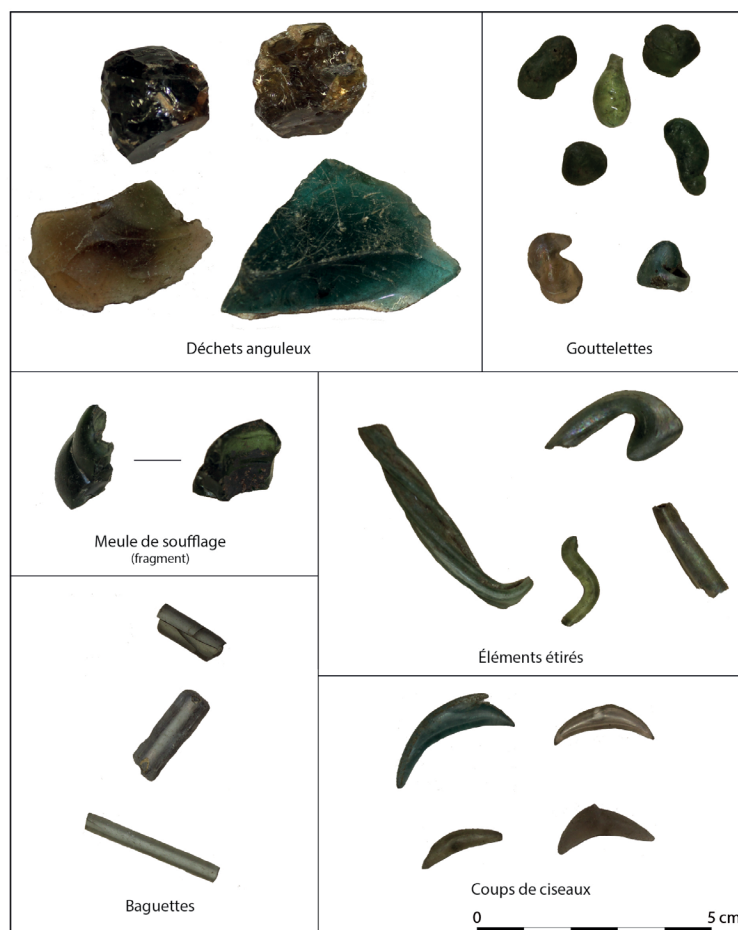 Déchets anguleux
Gouttelettes
Meule de soufflage
(fragment)
Éléments étirés
Baguettes
Coups de ciseaux
0 5 cm